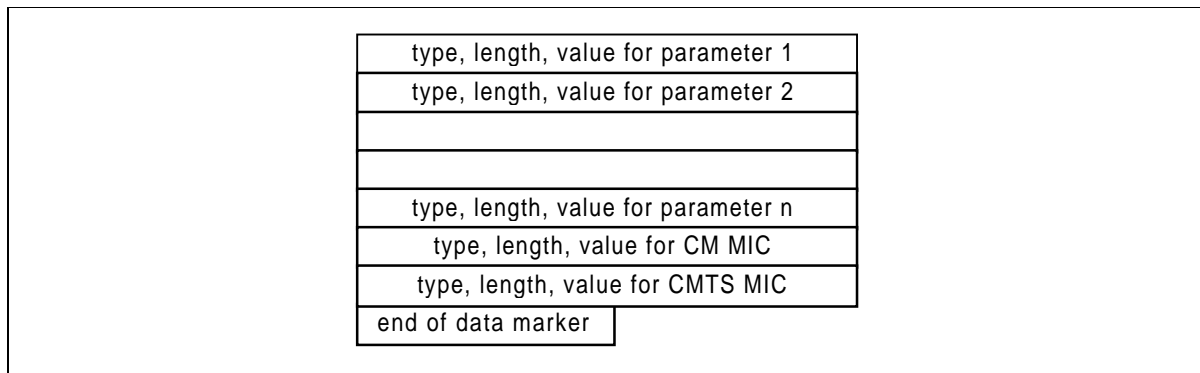 type, length, value for parameter 1
type, length, value for parameter 2
type, length, value for parameter n
type, length, value for CM MIC
type, length, value for CMTS MIC
end of data marker